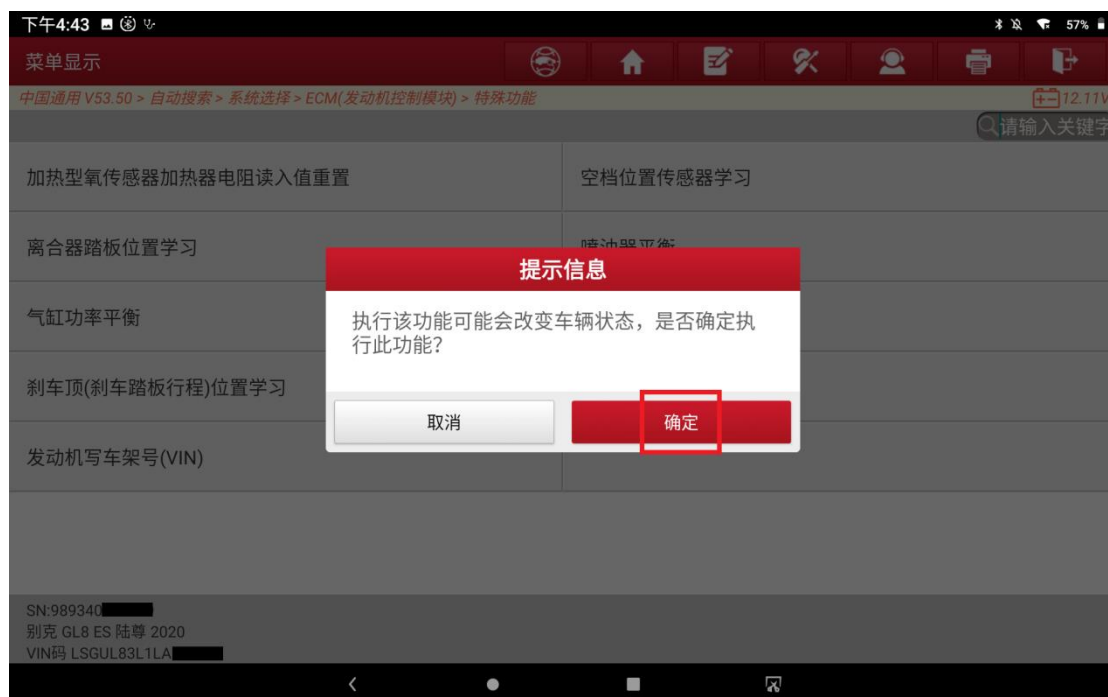 下午4:43
57%
菜单显示
中国通用 V53.50 > 自动搜索 > 系统选择 > ECM(发动机控制模块) > 特殊功能
12.11V
请输入关键字
加热型氧传感器加热器电阻读入值重置
空档位置传感器学习
离合器踏板位置学习
喷油器平衡
气缸功率平衡
刹车顶(刹车踏板行程)位置学习
发动机写车架号(VIN)
提示信息
执行该功能可能会改变车辆状态，是否确定执
行此功能?
取消
确定
SN:989340
别克 GL8 ES 陆尊 2020
VIN码 LSGUL83L1LA